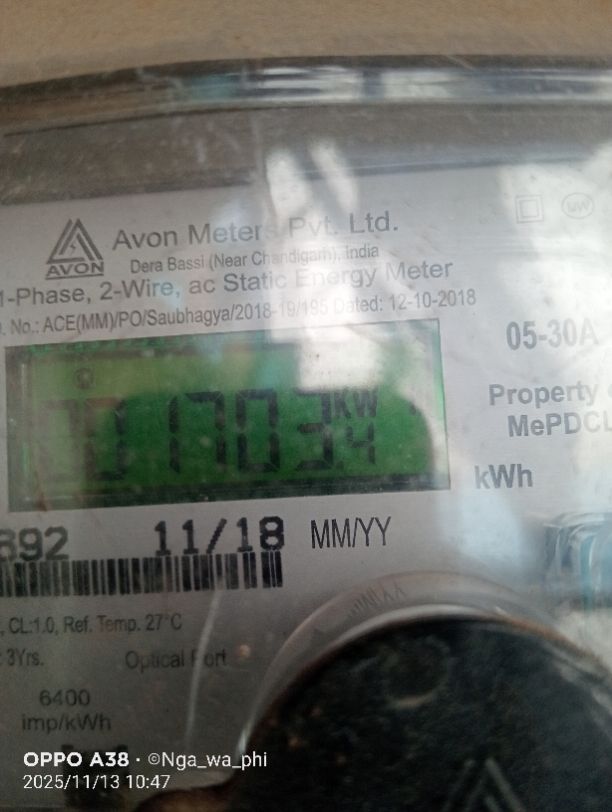 AVON
Avon Meters Pvt. Ltd.
Dera Bassi (Near Chandigarh), India
1-Phase, 2-Wire, ac Static Energy Meter
. No.: ACE(MM)/PO/Saubhagya/2018-19/195 Dated: 12-10-2018
05-30A
Property
MePDCL
KW
001703.4
kWh
892 11/18 MM/YY
, CL:1.0, Ref. Temp. 27°C
3Yrs. Optical Port
6400
imp/kWh
OPPO A38 · ©Nga_wa_phi
2025/11/13 10:47